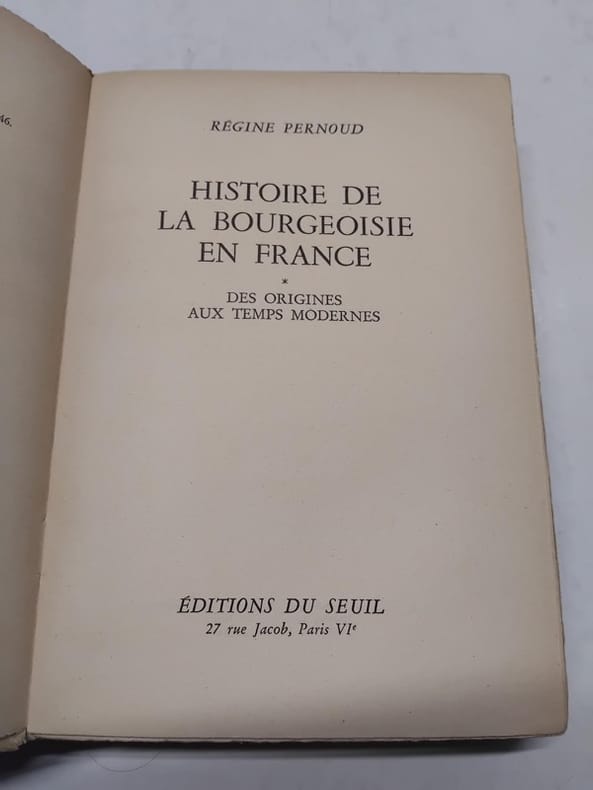 46.
RÉGINE PERNOUD
HISTOIRE DE
LA BOURGEOISIE
EN FRANCE
*
DES ORIGINES
AUX TEMPS MODERNES
ÉDITIONS DU SEUIL
27 rue Jacob, Paris VIᵉ